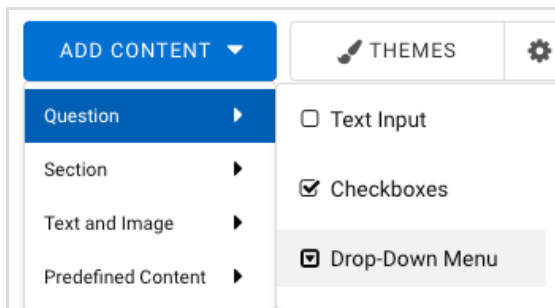 ADD CONTENT
THEMES
Question
Text Input
Section
Checkboxes
Text and Image
Drop-Down Menu
Predefined Content